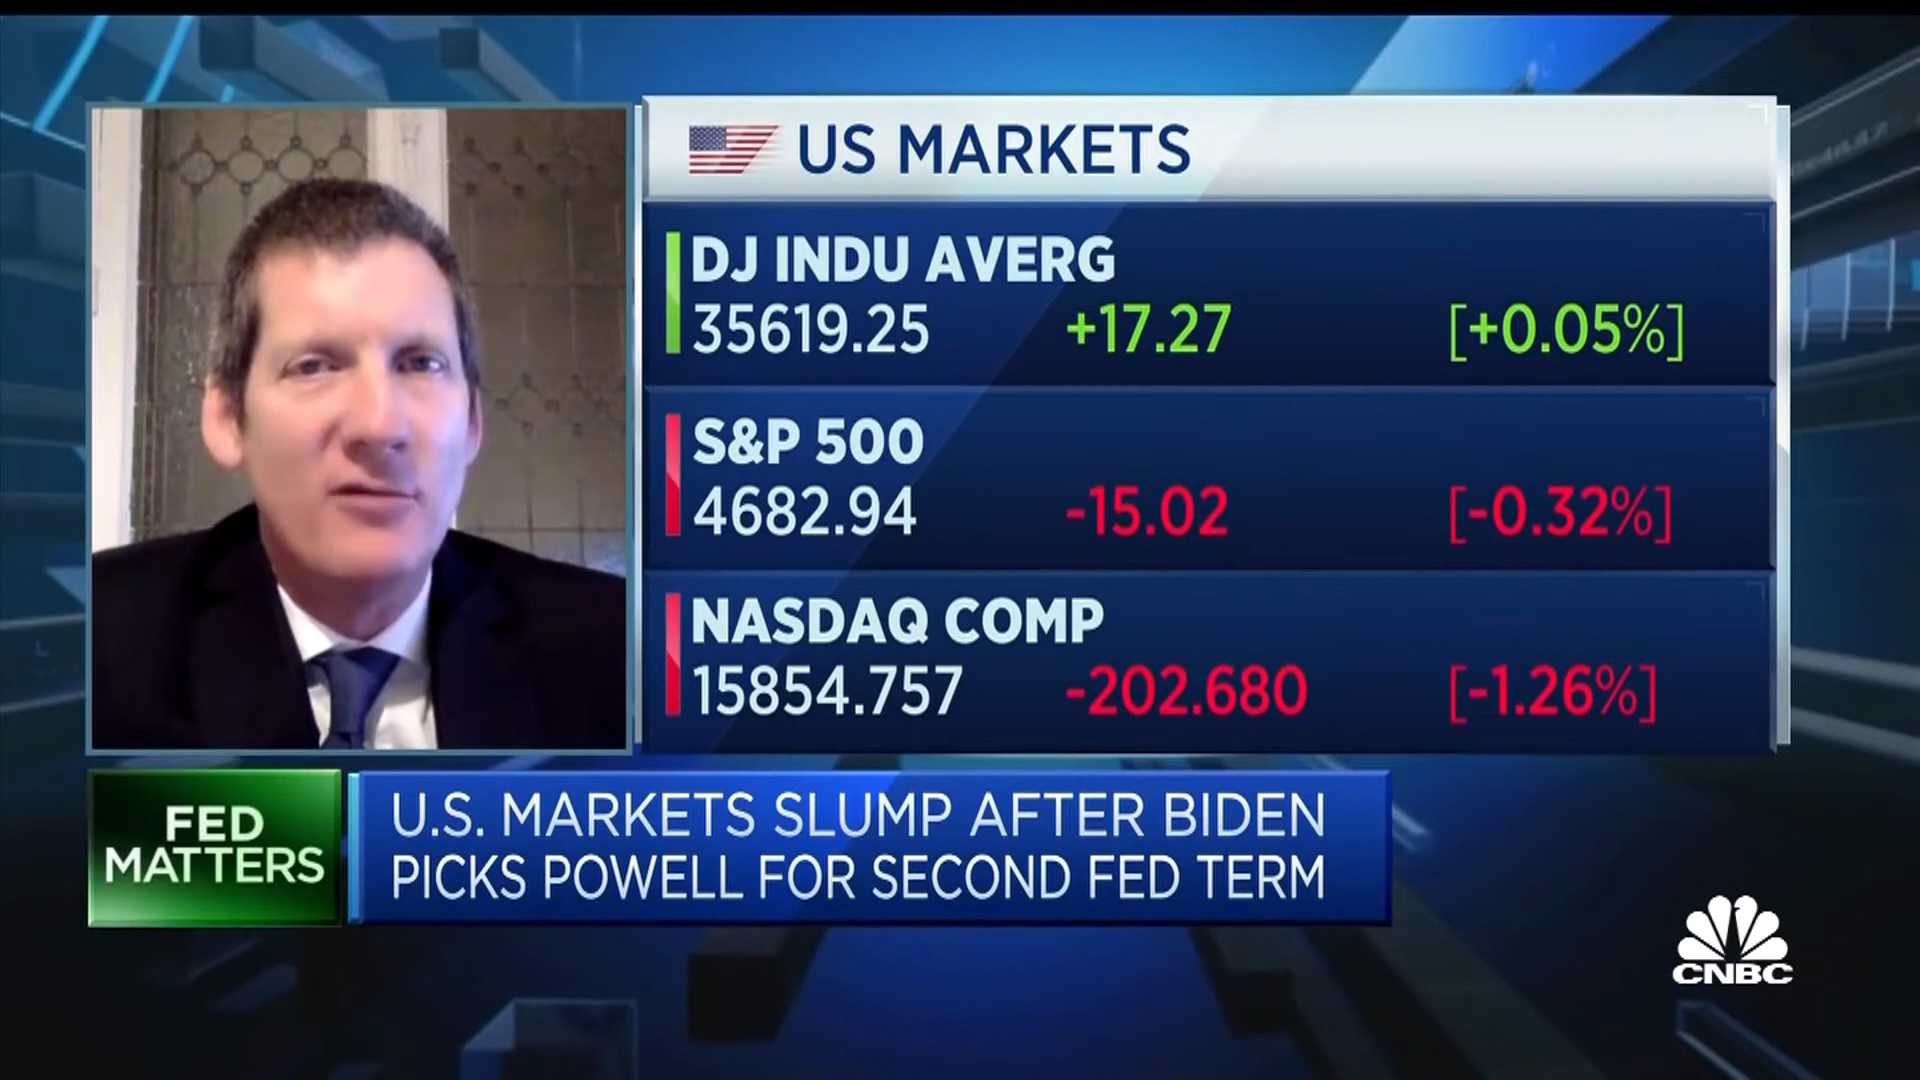 US MARKETS
DJ INDU AVERG
35619.25 +17.27 [+0.05%]
S&P 500
4682.94 -15.02 [-0.32%]
NASDAQ COMP
15854.757 -202.680 [-1.26%]
FED
MATTERS
U.S. MARKETS SLUMP AFTER BIDEN
PICKS POWELL FOR SECOND FED TERM
CNBC